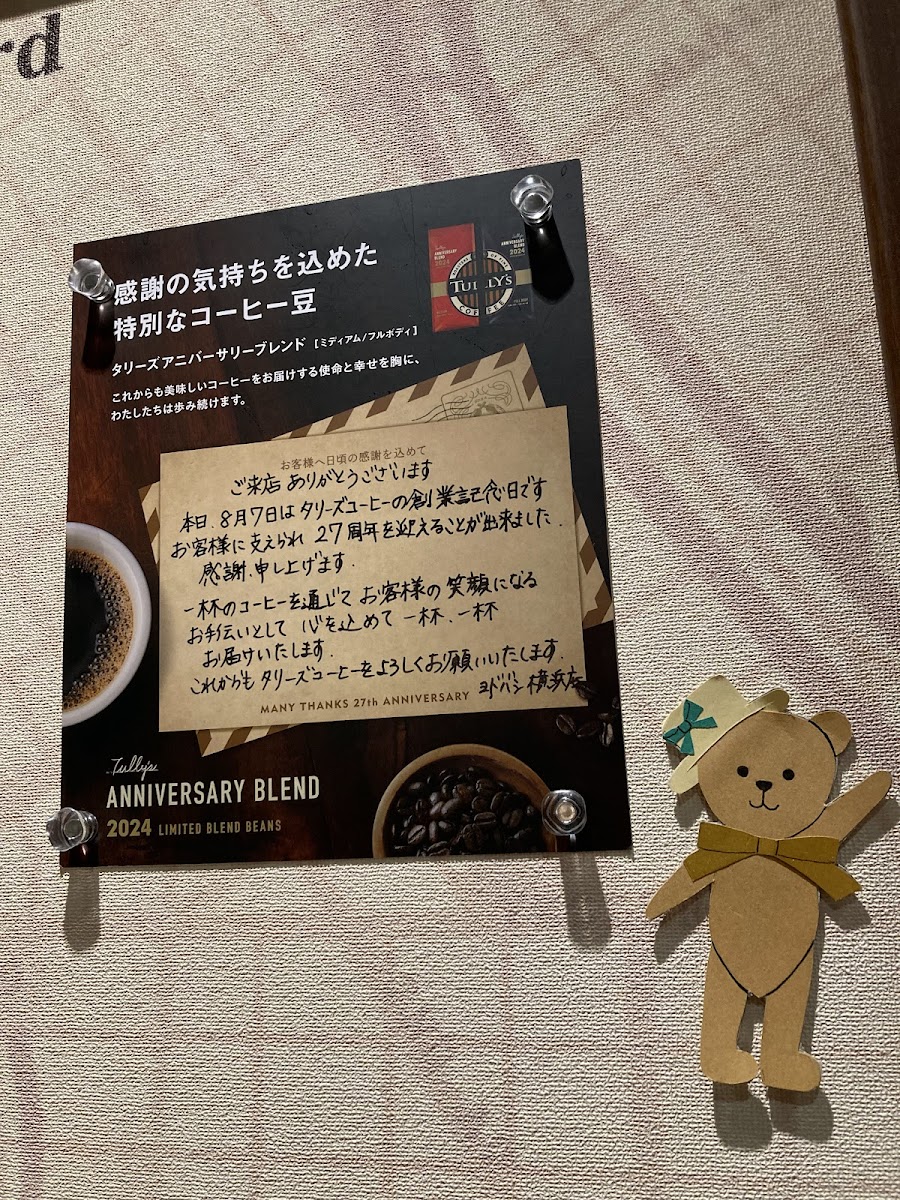 rd
感謝の気持ちを込めた
特別なコーヒー豆
TULLY'S
COFFEE
ANNIVERSARY
BLEND
2024
タリーズアニバーサリーブレンド [ミディアム/フルボディ]
これからも美味しいコーヒーをお届けする使命と幸せを胸に、
わたしたちは歩み続けます。
お客様へ日頃の感謝を込めて
ご来店 ありがとうございます
本日、8月7日は タリーズコーヒーの創業記念日です
お客様に支えられ 27周年を迎えることが出来ました.
感謝、申し上げます.
一杯のコーヒーを通じて お客様の笑顔になる
お手伝いとして 心を込めて 一杯、一杯
お届けいたします.
これからも タリーズコーヒーをよろしくお願いいたします.
ヨドバシ横浜店
MANY THANKS 27th ANNIVERSARY
Tully's
ANNIVERSARY BLEND
2024 LIMITED BLEND BEANS